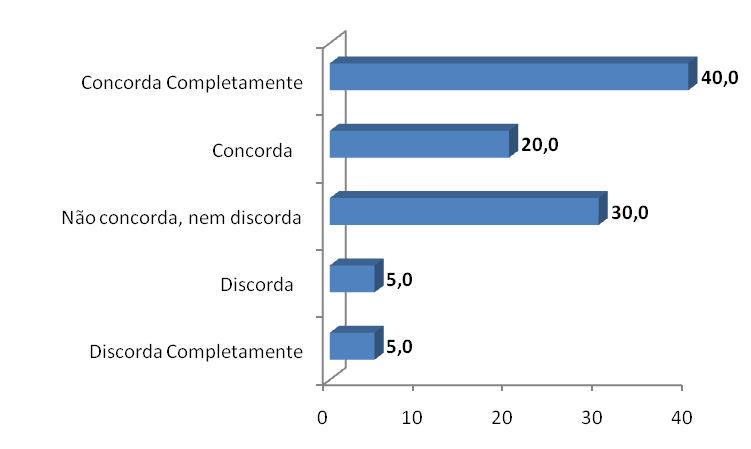 Concorda Completamente 40,0
Concorda 20,0
Não concorda, nem discorda 30,0
Discorda 5,0
Discorda Completamente 5,0
0 10 20 30 40